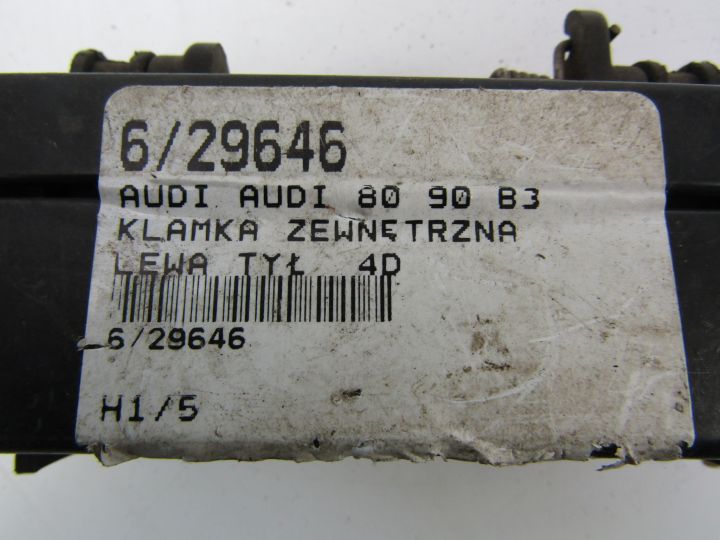 6/29646
AUDI AUDI 80 90 B3
KLAMKA ZEWNĘTRZNA
LEWA TYŁ 4D
6/29646
H1/5